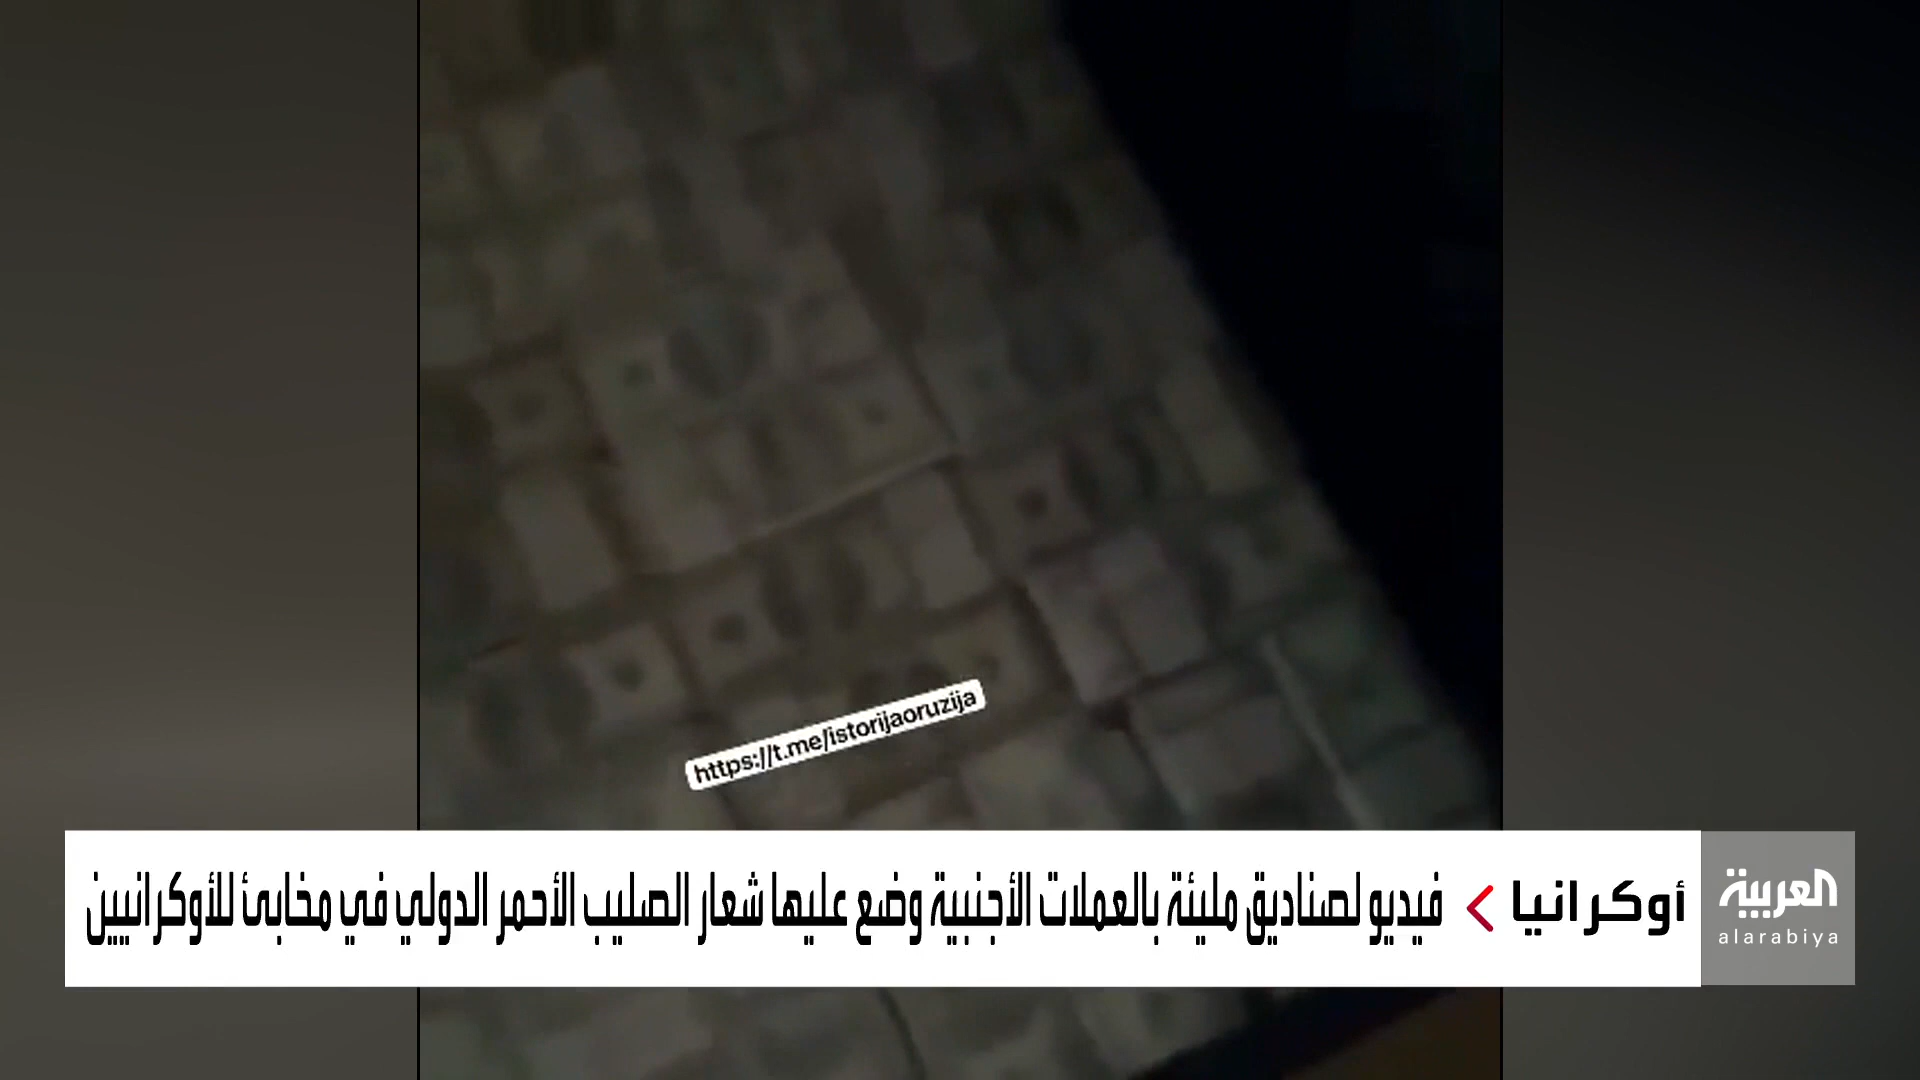 https://t.me/istorijaoruzija
أوكرانيا
فيديو لصناديق مليئة بالعملات الأجنبية وضع عليها شعار الصليب الأحمر الدولي في مخابئ للأوكرانيين
العربية
alarabiya